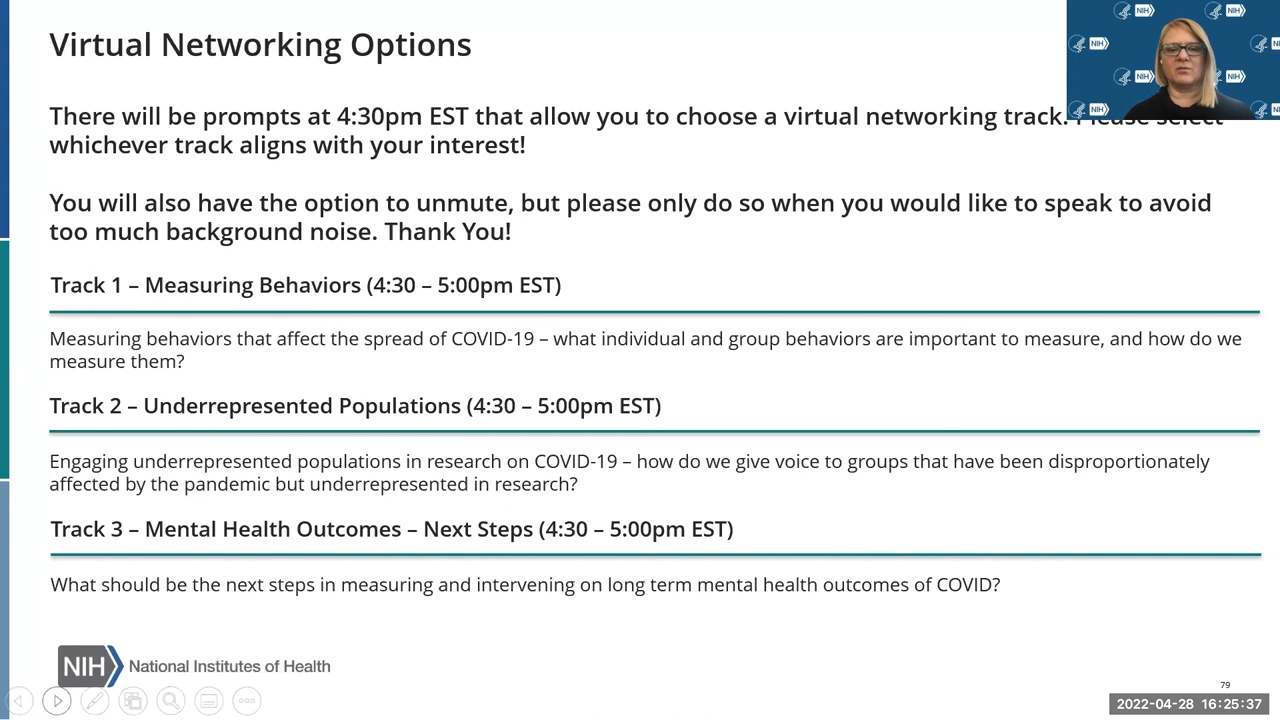 Virtual Networking Options
There will be prompts at 4:30pm EST that allow you to choose a virtual networking track. Please select
whichever track aligns with your interest!
You will also have the option to unmute, but please only do so when you would like to speak to avoid
too much background noise. Thank You!
Track 1 – Measuring Behaviors (4:30 – 5:00pm EST)
Measuring behaviors that affect the spread of COVID-19 – what individual and group behaviors are important to measure, and how do we
measure them?
Track 2 – Underrepresented Populations (4:30 – 5:00pm EST)
Engaging underrepresented populations in research on COVID-19 – how do we give voice to groups that have been disproportionately
affected by the pandemic but underrepresented in research?
Track 3 – Mental Health Outcomes – Next Steps (4:30 – 5:00pm EST)
What should be the next steps in measuring and intervening on long term mental health outcomes of COVID?
NIH National Institutes of Health
79
2022-04-28 16:25:37
NIH
NIH
NIH
NIH
NIH
NIH